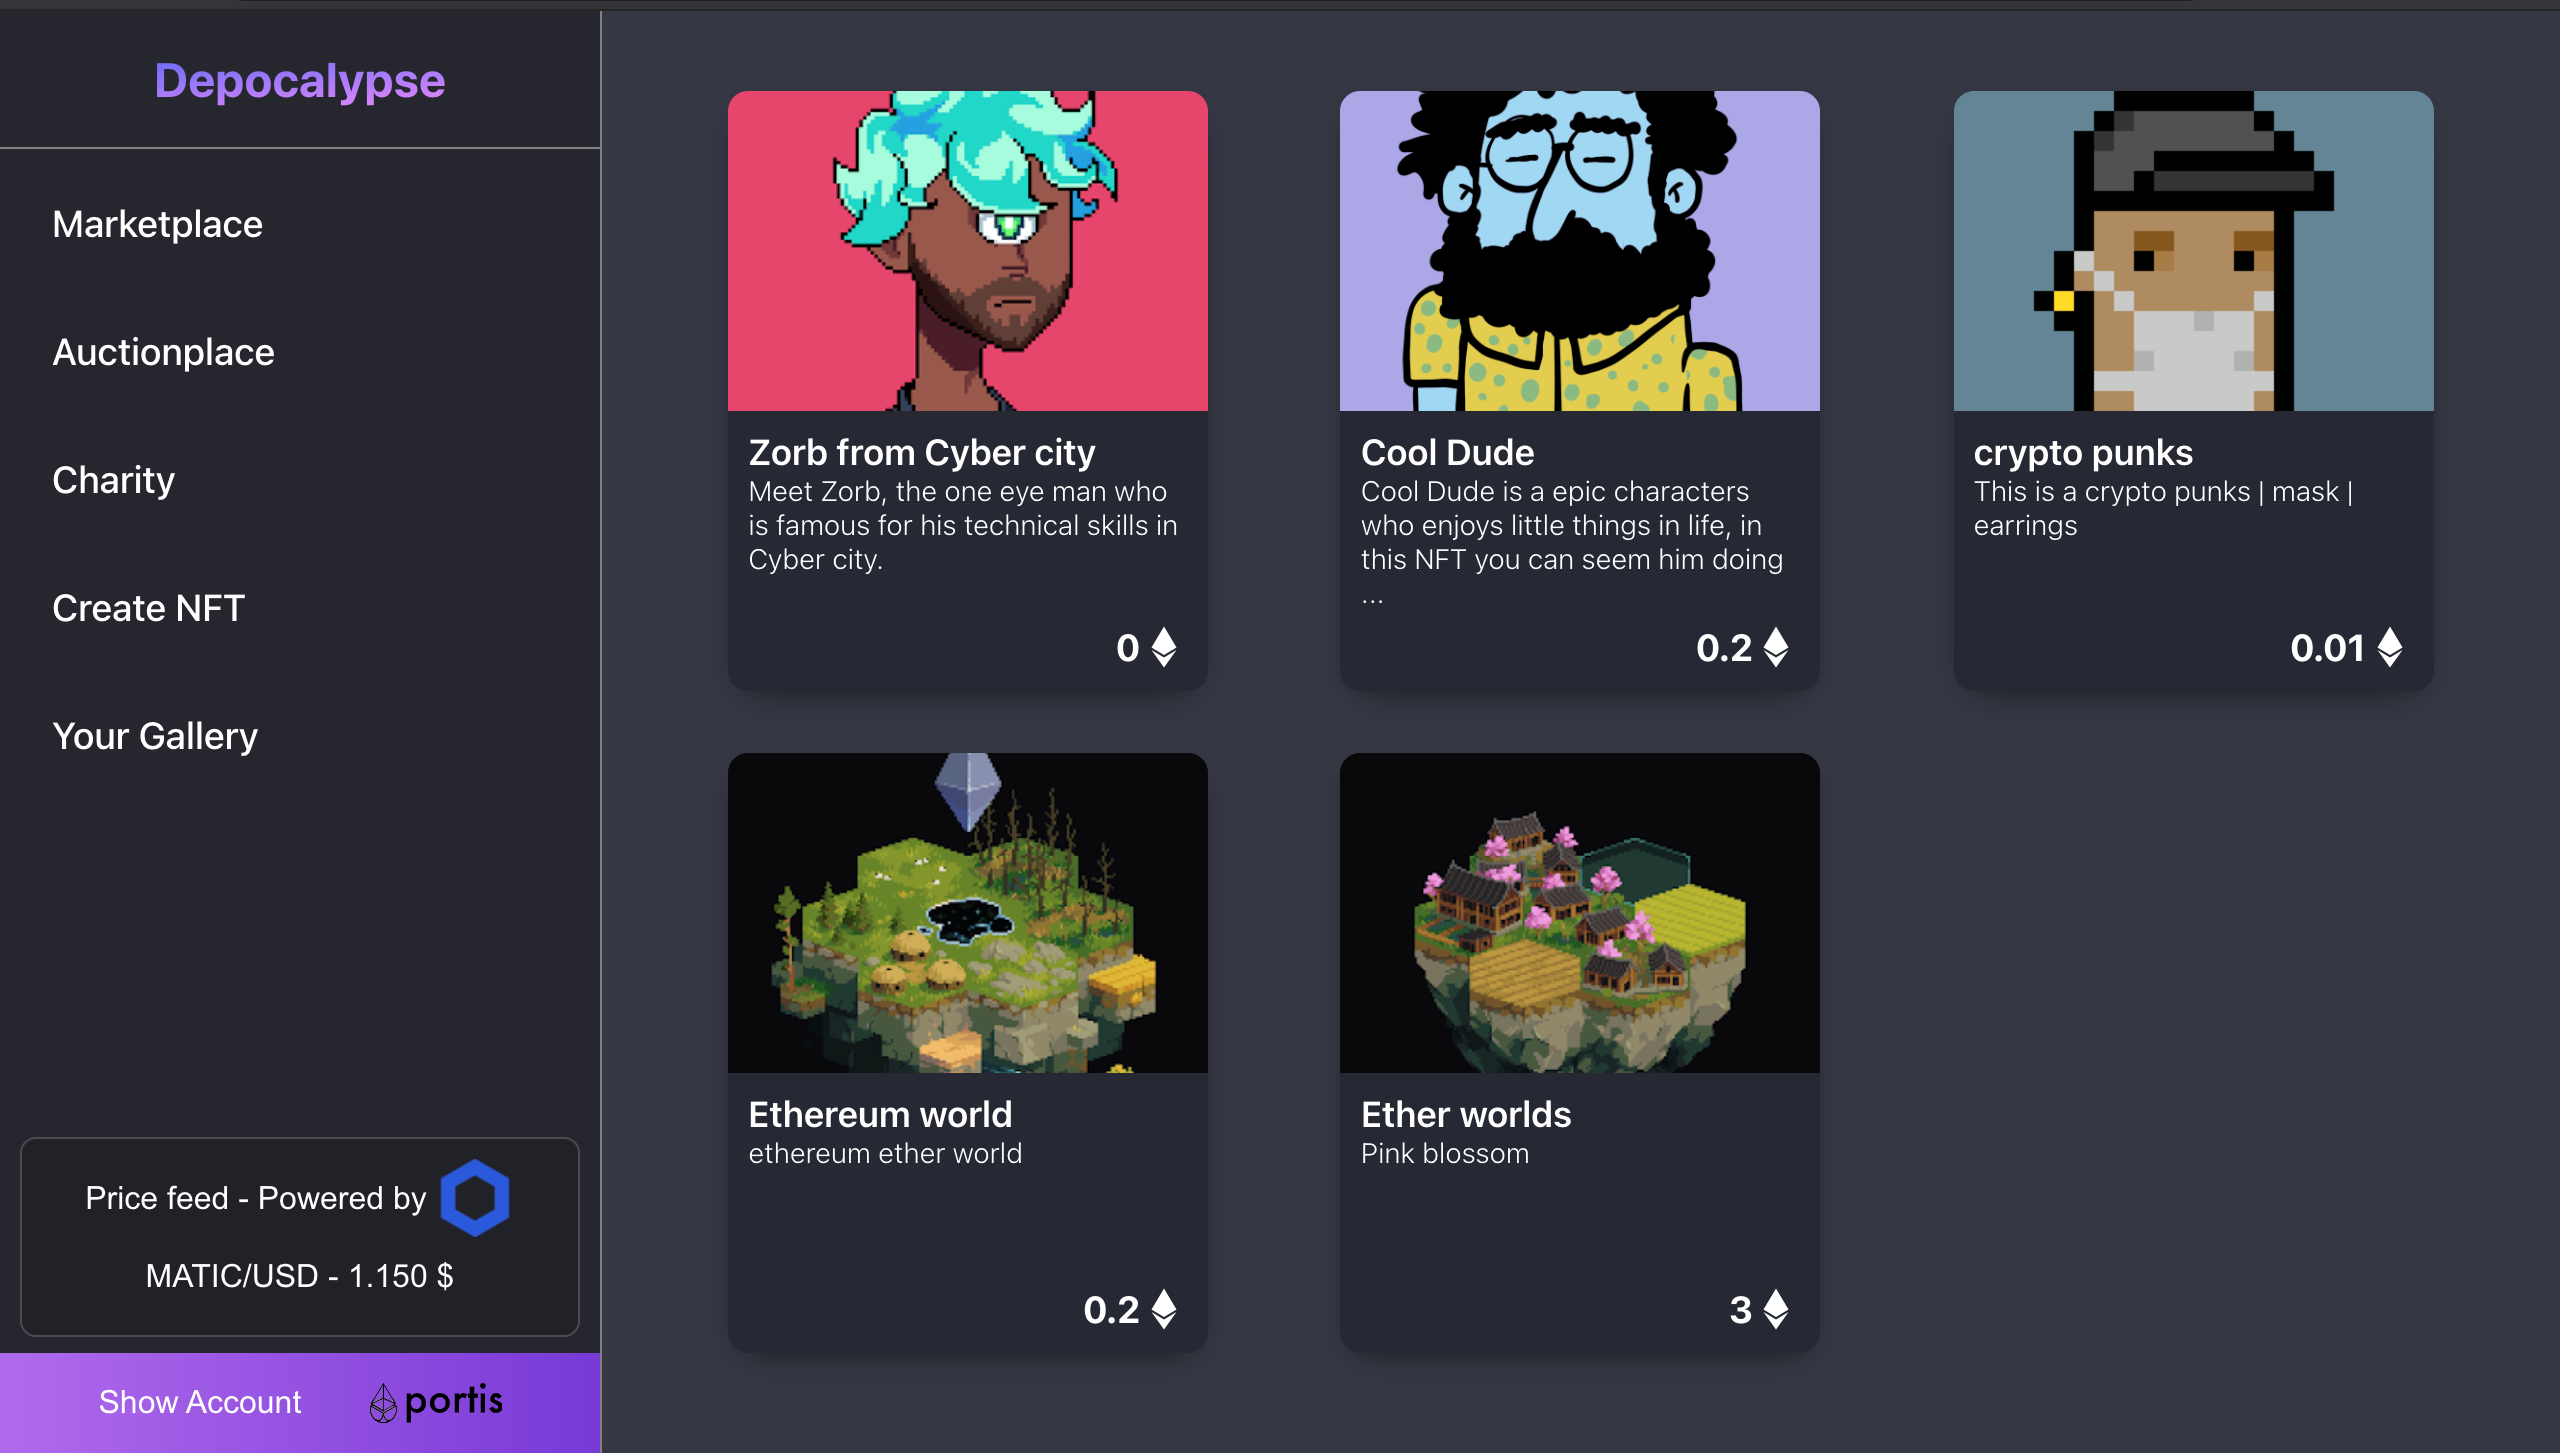 Depocalypse
Marketplace
Auctionplace
Charity
Create NFT
Your Gallery
Price feed - Powered by
MATIC/USD - 1.150 $
Show Account
portis
Zorb from Cyber city
Meet Zorb, the one eye man who
is famous for his technical skills in
Cyber city.
0
Cool Dude
Cool Dude is a epic characters
who enjoys little things in life, in
this NFT you can seem him doing
...
0.2
crypto punks
This is a crypto punks | mask |
earrings
0.01
Ethereum world
ethereum ether world
0.2
Ether worlds
Pink blossom
3